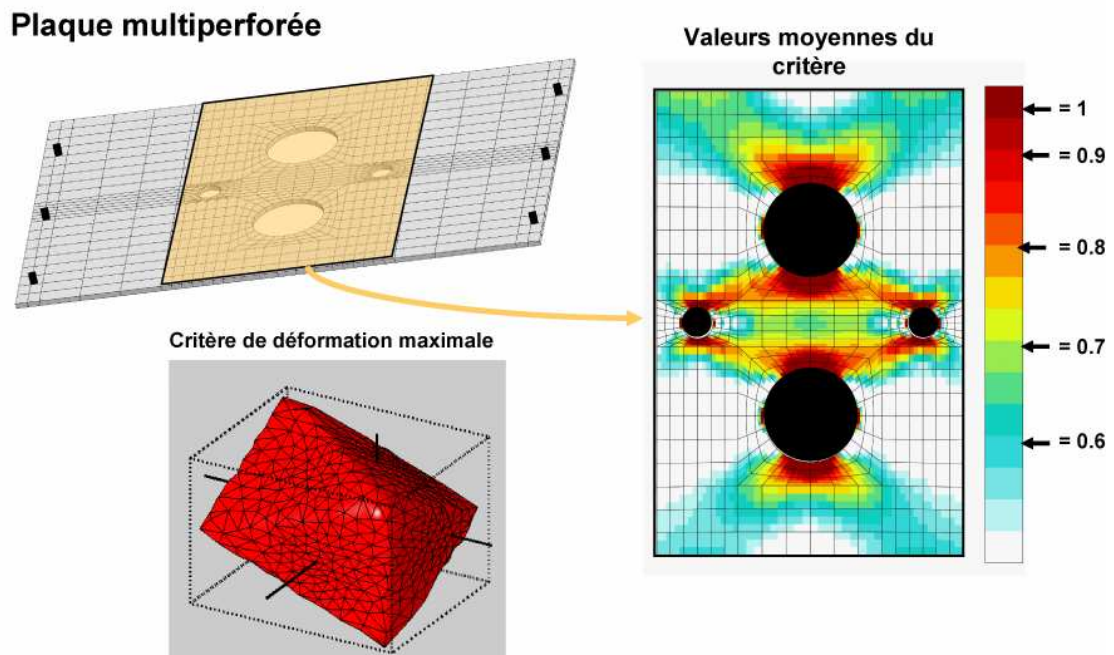 Plaque multiperforée
Valeurs moyennes du
critère
= 1
= 0.9
= 0.8
= 0.7
= 0.6
Critère de déformation maximale